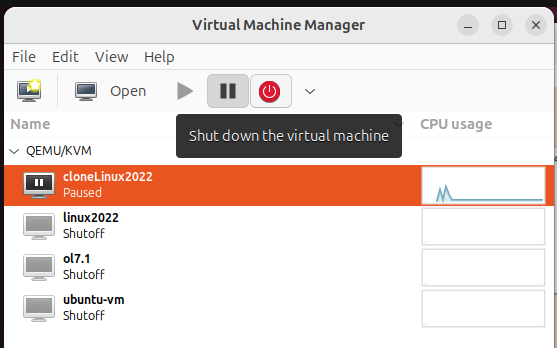 Virtual Machine Manager
File Edit View Help
Open
Name CPU usage
Shut down the virtual machine
QEMU/KVM
cloneLinux2022
Paused
linux2022
Shutoff
ol7.1
Shutoff
ubuntu-vm
Shutoff